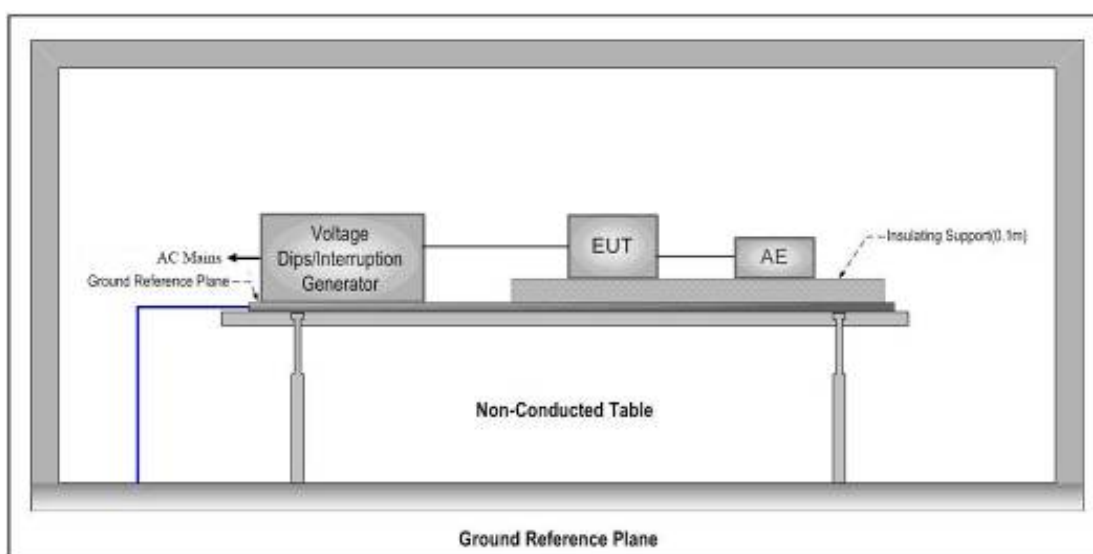 Voltage
Dips/Interruption
Generator
EUT
AE
Insulating Support(0.1m)
AC Mains
Ground Reference Plane
Non-Conducted Table
Ground Reference Plane